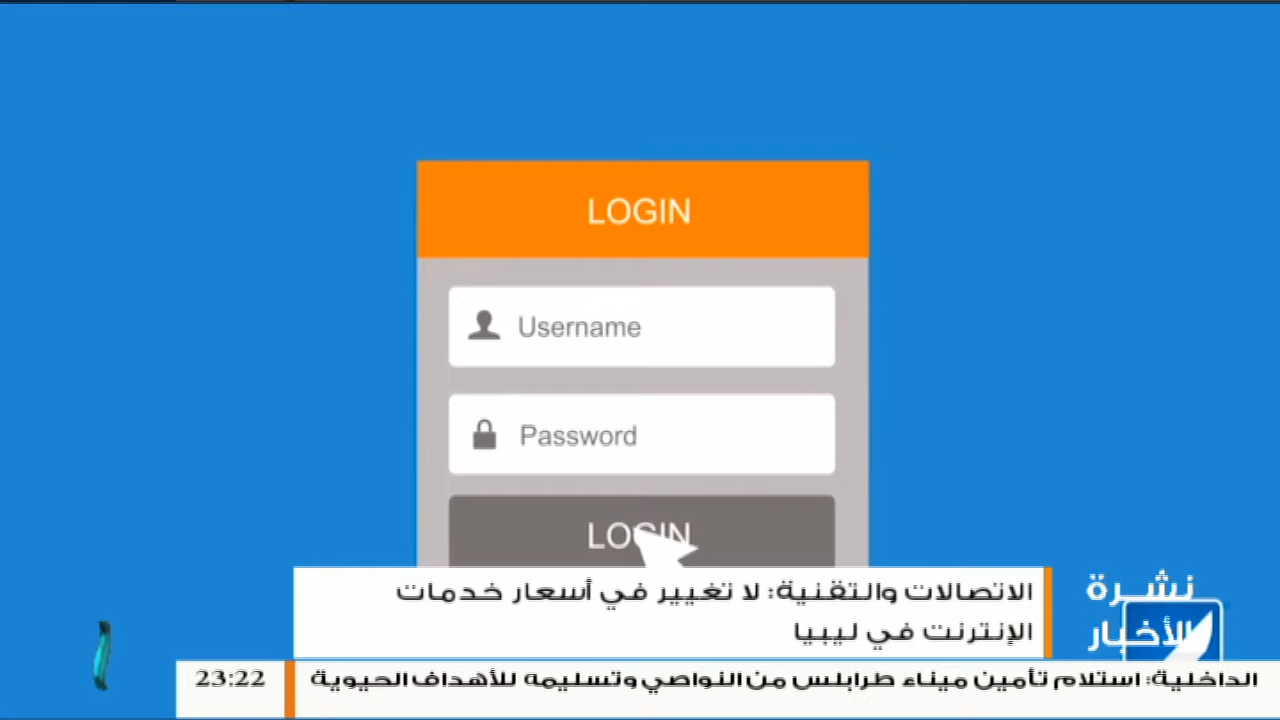 LOGIN
Username
Password
LOGIN
الاتصالات والتقنية: لا تغيير في أسعار خدمات
الإنترنت في ليبيا
نشرة
الأخبار
23:22
الداخلية: استلام تأمين ميناء طرابلس من النواصي وتسليمه للأهداف الحيوية